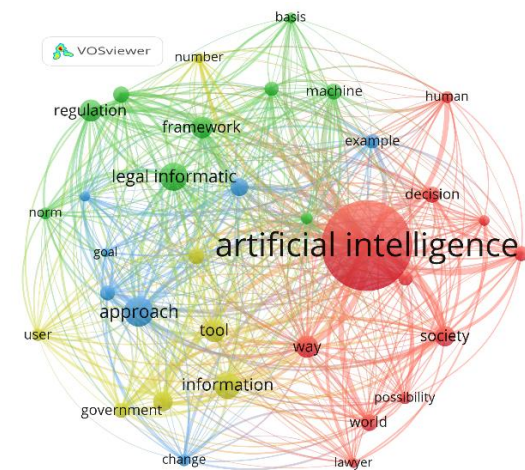 basis
VOSviewer
number
machine
human
regulation
framework
example
legal informatic
decision
norm
artificial intelligence
goal
approach
tool
user
way
society
information
possibility
government
world
change
lawyer